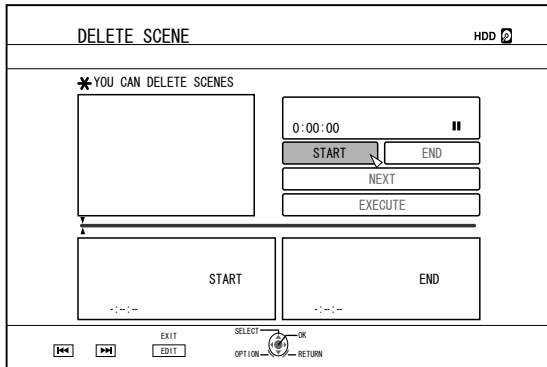 DELETE SCENE
HDD
YOU CAN DELETE SCENES
0:00:00
START
END
NEXT
EXECUTE
START
END
-:--:--
-:--:--
EXIT
EDIT
SELECT
OK
OPTION
RETURN